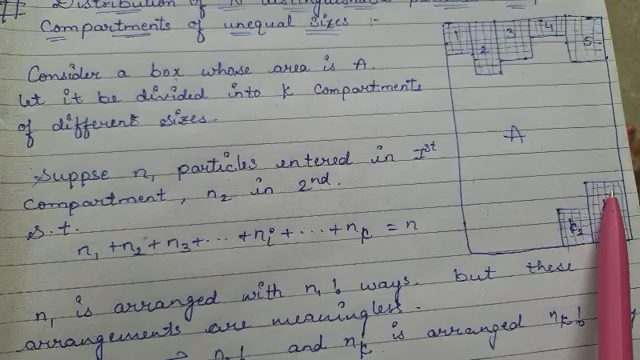 Distribution of N distinguishable
Compartments of unequal sizes :-
Consider a box whose area is A.
Let it be divided into k compartments
of different sizes.
Suppse n1 particles entered in Ist
compartment, n2 in 2nd.
s.t.
n1 + n2 + n3 + ... + ni + ... + nk = n
n1 is arranged with n1! ways. but these
arrangements are meaningless.
n2! and nk is arranged nk!
1
2
3
4
5
A